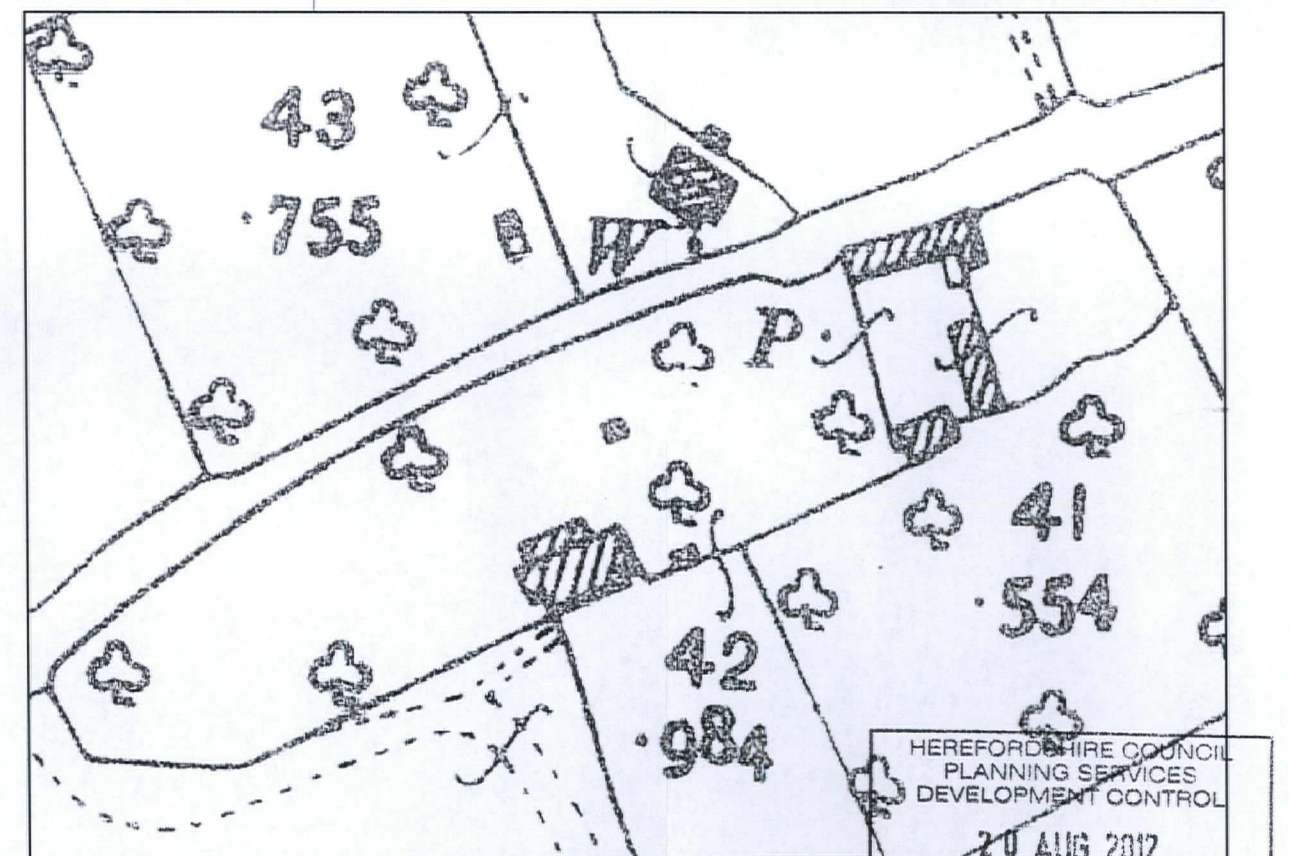 43
·755
W
P.
41
·554
42
·984
HEREFORDSHIRE COUNCIL
PLANNING SERVICES
DEVELOPMENT CONTROL
20 AUG 2012